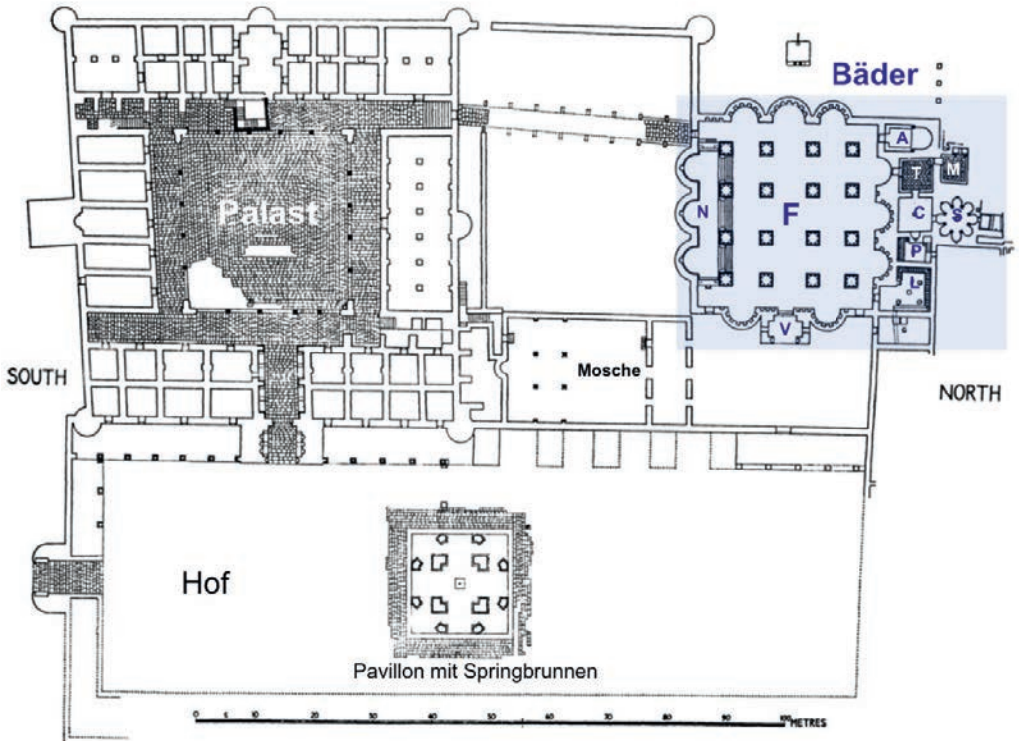 Bäder
A
M
T
Palast
N
F
C
S
P
L
V
Mosche
SOUTH
NORTH
Hof
Pavillon mit Springbrunnen
0 5 10 20 30 40 50 60 70 80 90 100 METRES